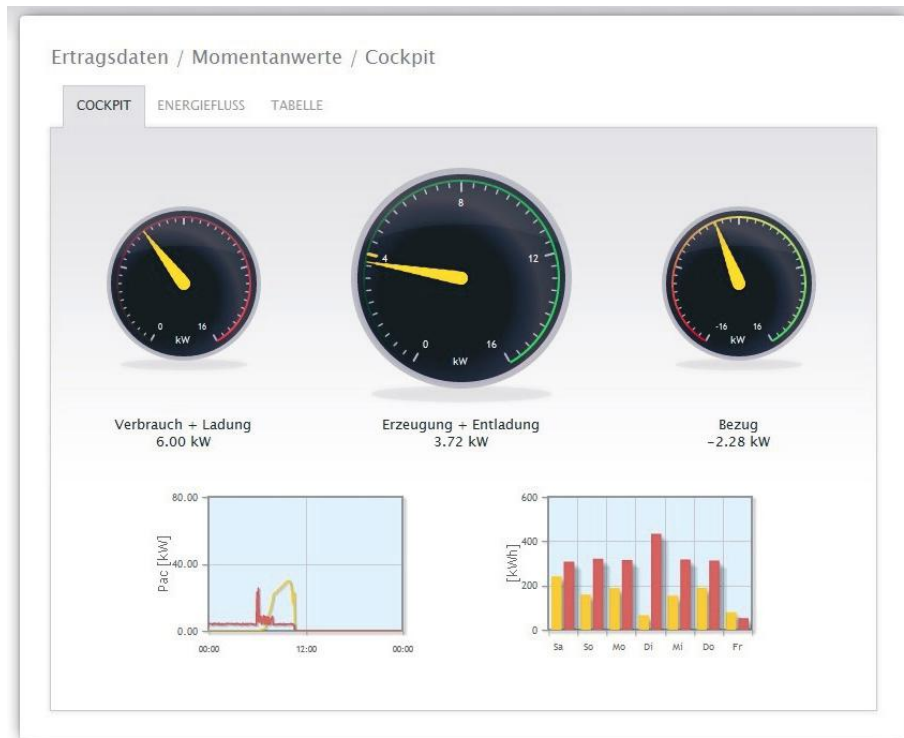 Ertragsdaten / Momentanwerte / Cockpit
COCKPIT ENERGIEFLUSS TABELLE
8
4 12
0 16
kW
0 16
kW
-16 16
kW
Verbrauch + Ladung
6.00 kW
Erzeugung + Entladung
3.72 kW
Bezug
-2.28 kW
80.00
40.00
0.00
Pac [kW]
00:00 12:00 00:00
600
400
200
0
[kWh]
Sa So Mo Di Mi Do Fr